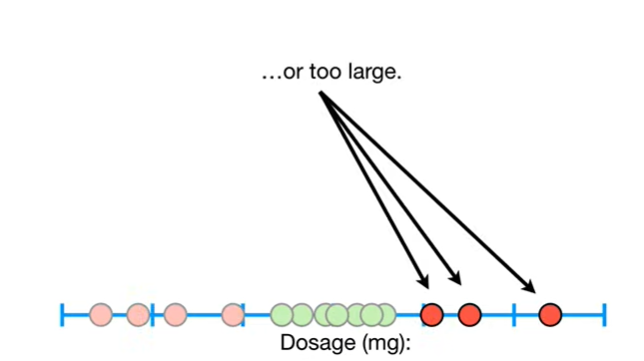 …or too large.
Dosage (mg):